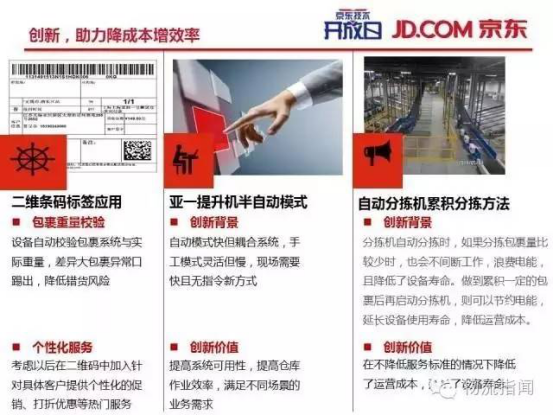 创新，助力降成本增效率
京东技术
开放日
JD.COM 京东
1/1
二维条码标签应用
包裹重量校验
设备自动校验包裹系统与实
际重量，差异大包裹异常口
踢出，降低错货风险
个性化服务
考虑以后在二维码中加入针
对具体客户提供个性化的促
销、打折优惠等热门服务
亚一提升机半自动模式
创新背景
自动模式快但耦合系统，手
工模式灵活但慢，现场需要
快且无指令新方式
创新价值
提高系统可用性，提高仓库
作业效率，满足不同场景的
业务需求
自动分拣机累积分拣方法
创新背景
分拣机自动分拣时，如果分拣包裹量比
较少时，也会不间断工作，浪费电能，
且降低了设备寿命。做到累积一定的包
裹后再启动分拣机，则可以节约电能，
延长设备使用寿命，降低运营成本。
创新价值
在不降低服务标准的情况下降低
了运营成本，
了设备寿命
物流指闻